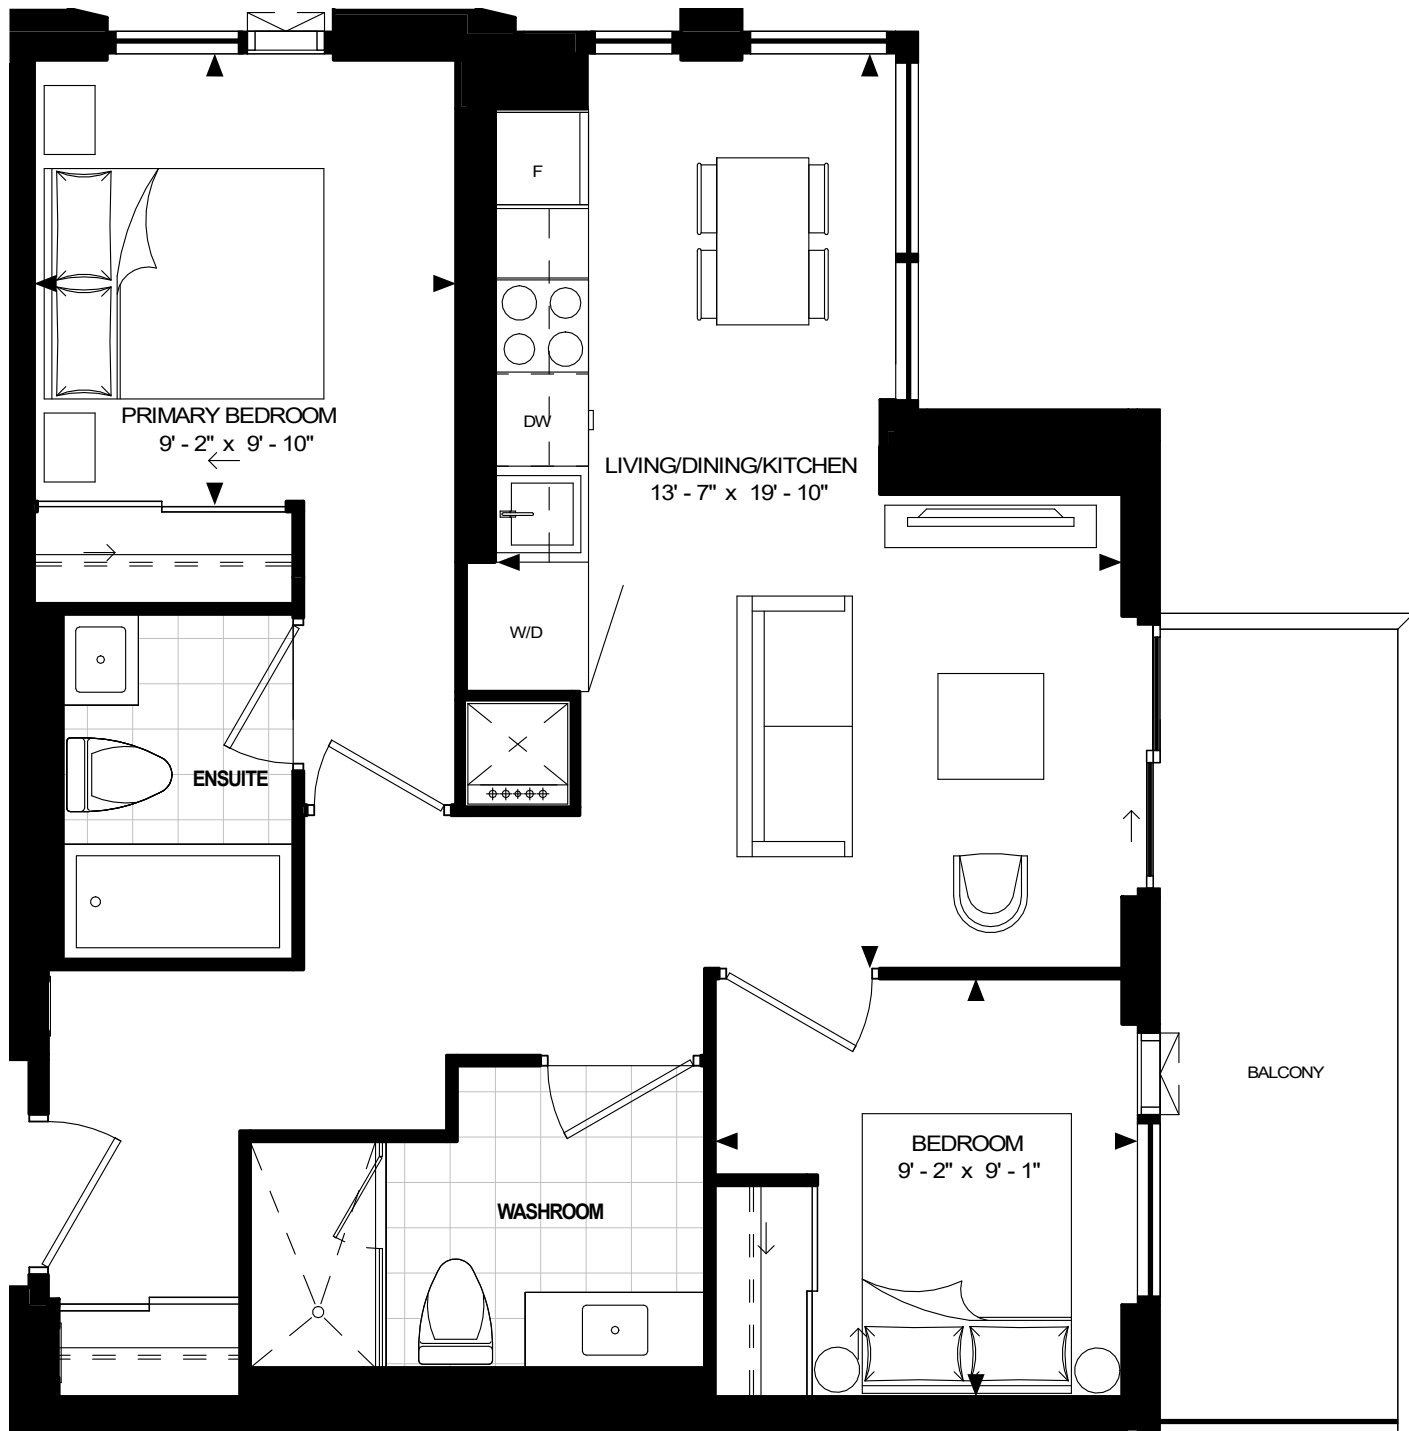 F
PRIMARY BEDROOM
9' - 2" x 9' - 10"
DW
LIVING/DINING/KITCHEN
13' - 7" x 19' - 10"
W/D
ENSUITE
BALCONY
BEDROOM
9' - 2" x 9' - 1"
WASHROOM